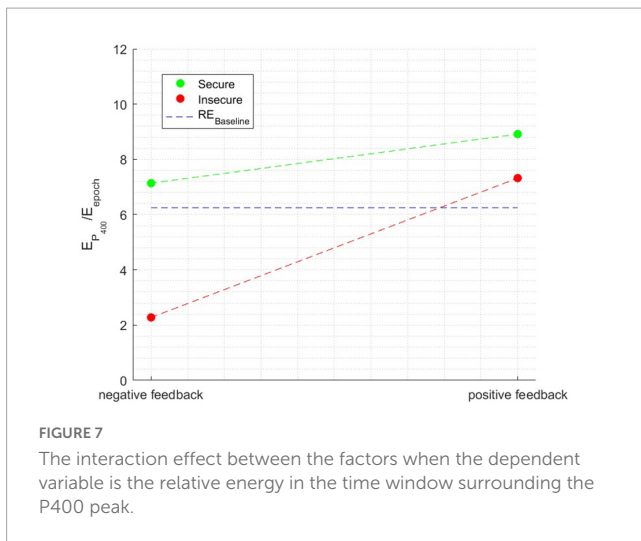 12
10
8
6
4
2
0
E_P_400/E_epoch
Secure
Insecure
RE_Baseline
negative feedback
positive feedback
FIGURE 7
The interaction effect between the factors when the dependent
variable is the relative energy in the time window surrounding the
P400 peak.